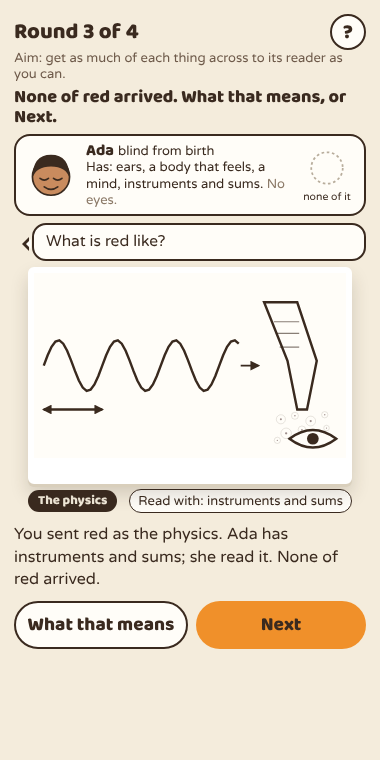 Round 3 of 4
?
Aim: get as much of each thing across to its reader as
you can.
None of red arrived. What that means, or
Next.
Ada blind from birth
Has: ears, a body that feels, a
mind, instruments and sums. No
eyes.
none of it
What is red like?
The physics
Read with: instruments and sums
You sent red as the physics. Ada has
instruments and sums; she read it. None of
red arrived.
What that means
Next